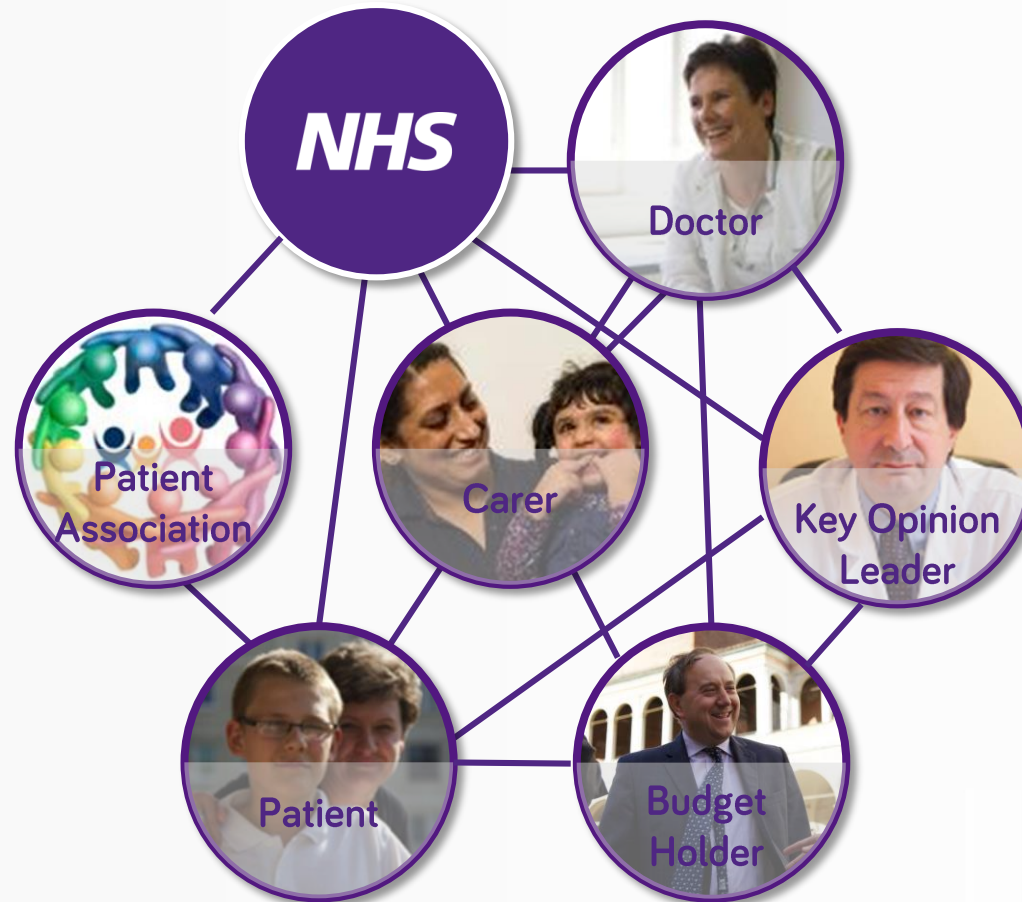 NHS
Doctor
Patient
Association
Carer
Key Opinion
Leader
Patient
Budget
Holder